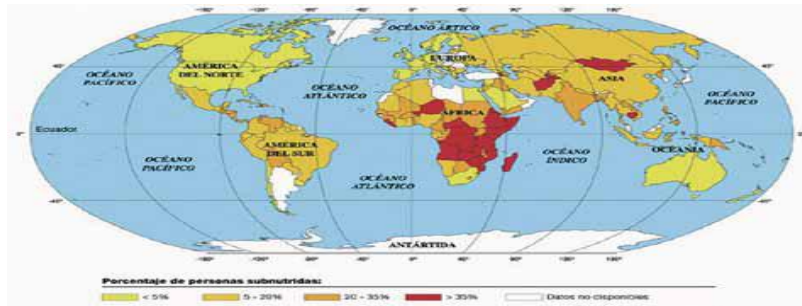 OCÉANO ÁRTICO
AMÉRICA
DEL NORTE
EUROPA
ASIA
OCÉANO
PACÍFICO
OCÉANO
ATLÁNTICO
OCÉANO
PACÍFICO
ÁFRICA
Ecuador
0°
AMÉRICA
DEL SUR
OCÉANO
PACÍFICO
OCÉANO
ATLÁNTICO
OCÉANO
ÍNDICO
OCEANÍA
ANTÁRTIDA
Porcentaje de personas subnutridas:
< 5%
5 - 20%
20 - 35%
> 35%
Datos no disponibles